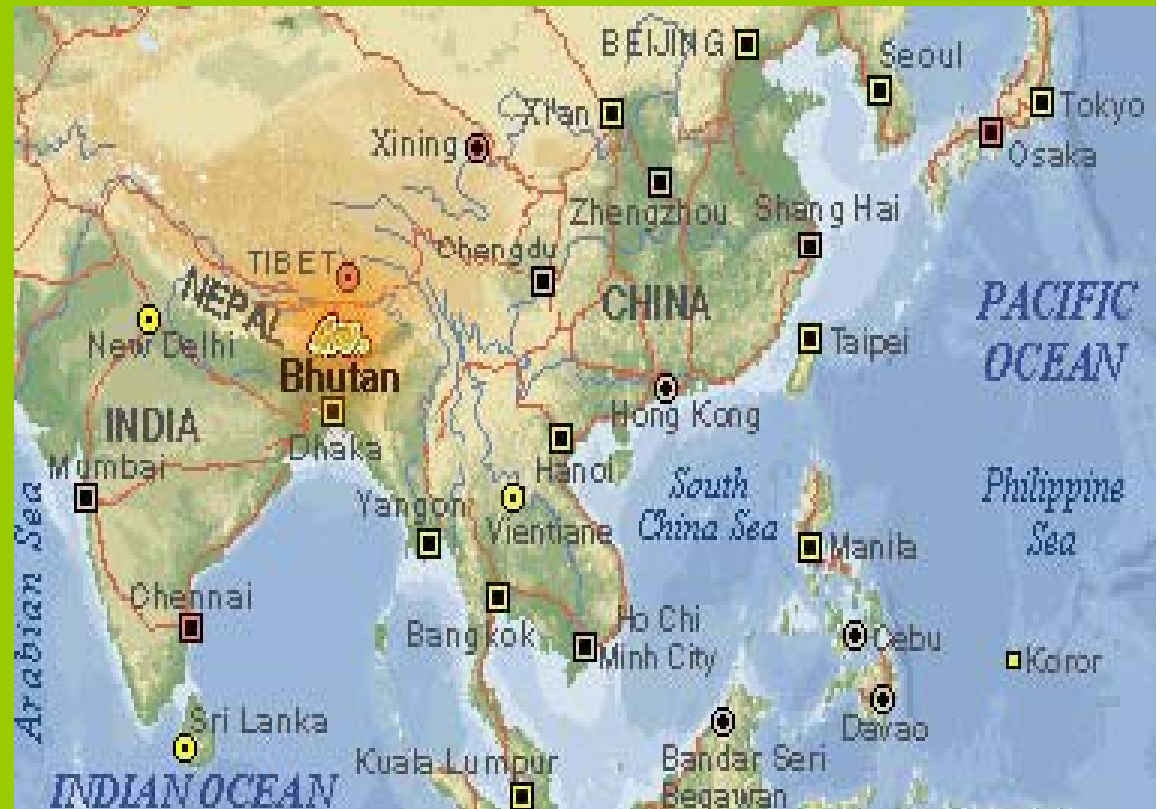 BEIJING
Seoul
Xi'an
Tokyo
Xining
Osaka
Zhengzhou
Shang Hai
Chengdu
TIBET
NEPAL
CHINA
PACIFIC
OCEAN
New Delhi
Taipei
Bhutan
INDIA
Hong Kong
Dhaka
Mumbai
Hanoi
South
China Sea
Philippine
Sea
Yangon
Vientiane
Manila
Arabian Sea
Chennai
Bangkok
Ho Chi
Minh City
Cebu
Koror
Sri Lanka
Davao
Kuala Lumpur
Bandar Seri
Begawan
INDIAN OCEAN